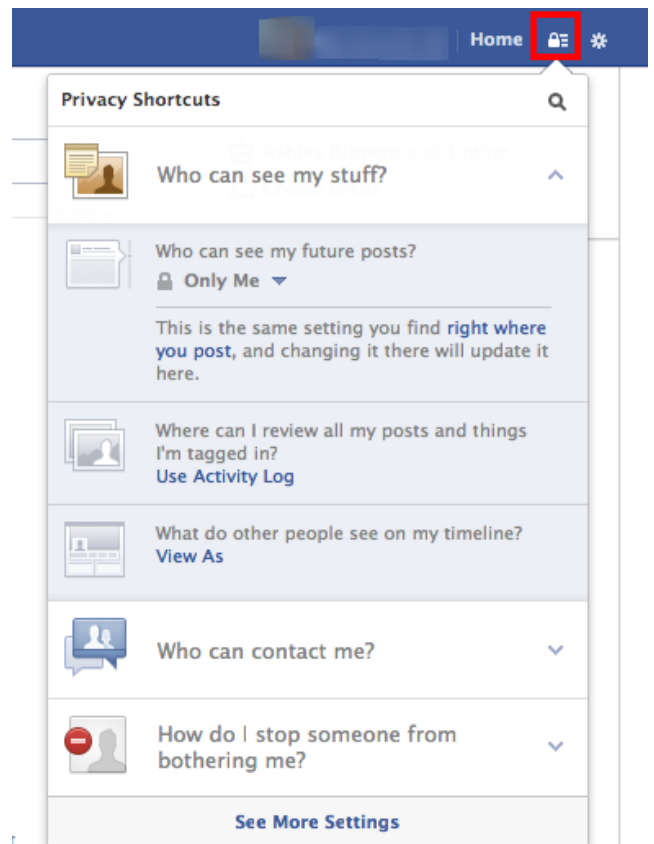 Home
Privacy Shortcuts
Who can see my stuff?
Who can see my future posts?
Only Me
This is the same setting you find right where
you post, and changing it there will update it
here.
Where can I review all my posts and things
I'm tagged in?
Use Activity Log
What do other people see on my timeline?
View As
Who can contact me?
How do I stop someone from
bothering me?
See More Settings